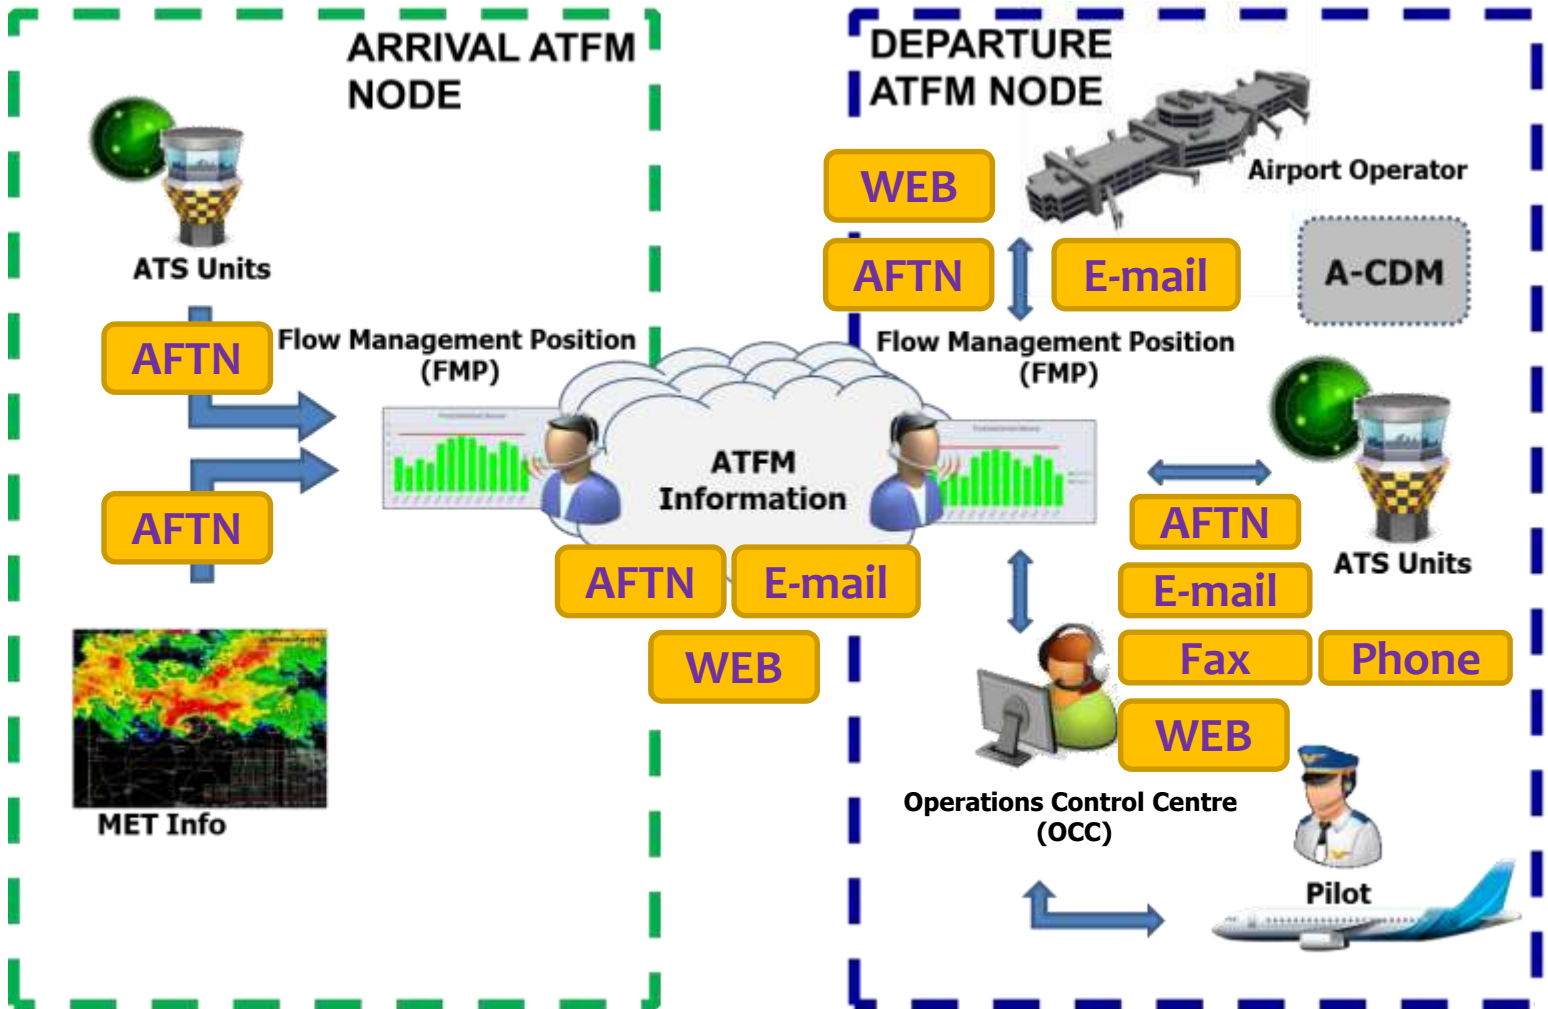 ARRIVAL ATFM
NODE
ATS Units
AFTN
Flow Management Position
(FMP)
AFTN
MET Info
ATFM
Information
AFTN
E-mail
WEB
DEPARTURE
ATFM NODE
WEB
Airport Operator
AFTN
E-mail
A-CDM
Flow Management Position
(FMP)
AFTN
ATS Units
E-mail
Fax
Phone
WEB
Operations Control Centre
(OCC)
Pilot